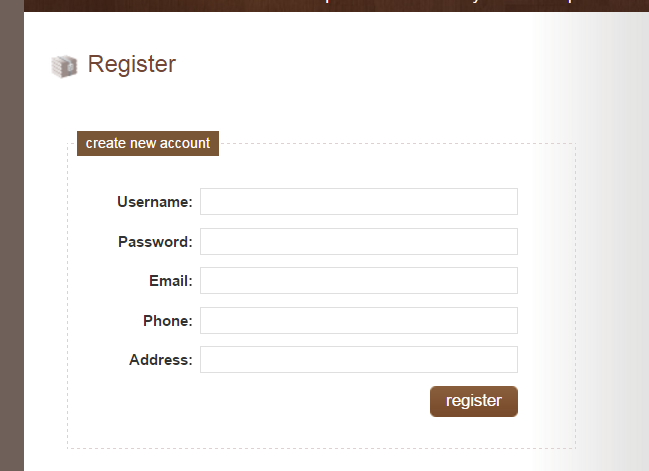 Register
create new account
Username:
Password:
Email:
Phone:
Address:
register